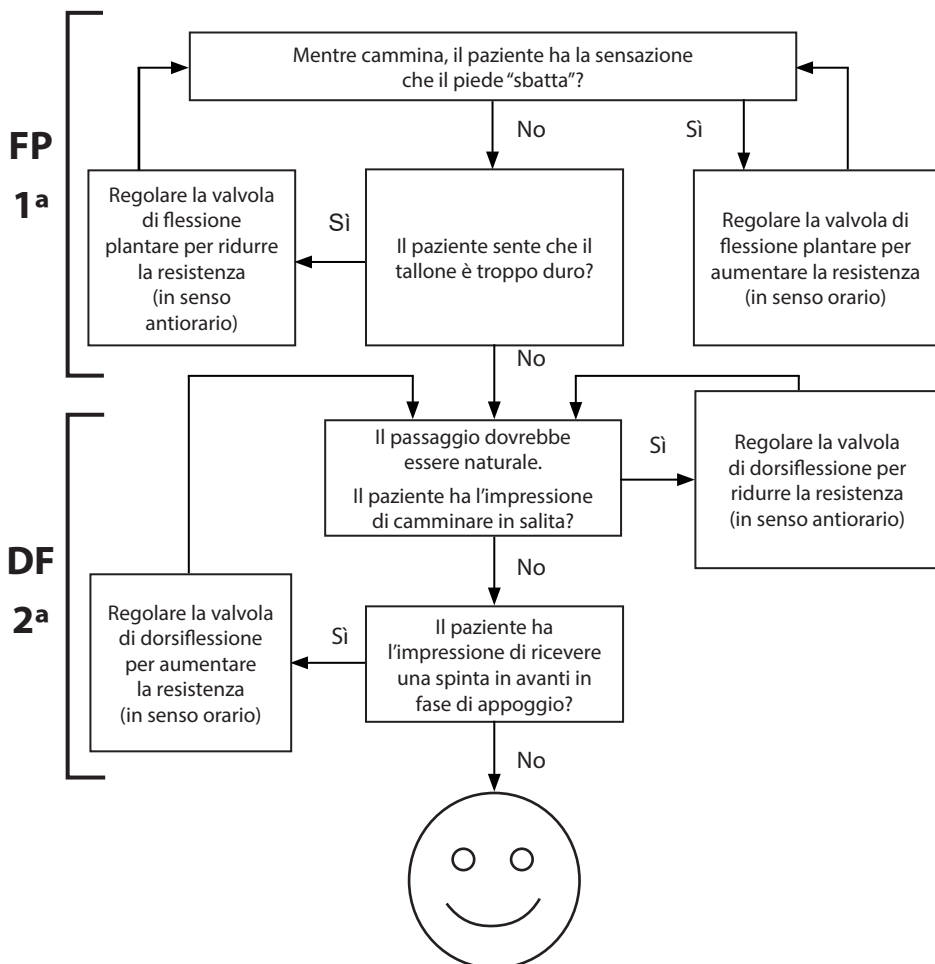 FP
1ª
Mentre cammina, il paziente ha la sensazione
che il piede “sbatta”?
No
Sì
Regolare la valvola
di flessione
plantare per ridurre
la resistenza
(in senso
antiorario)
Sì
Il paziente sente che il
tallone è troppo duro?
Regolare la valvola di
flessione plantare per
aumentare la resistenza
(in senso orario)
No
DF
2ª
Il passaggio dovrebbe
essere naturale.
Il paziente ha l’impressione
di camminare in salita?
Sì
Regolare la valvola
di dorsiflessione per
ridurre la resistenza
(in senso antiorario)
No
Regolare la valvola
di dorsiflessione
per aumentare
la resistenza
(in senso orario)
Sì
Il paziente ha
l’impressione di ricevere
una spinta in avanti in
fase di appoggio?
No